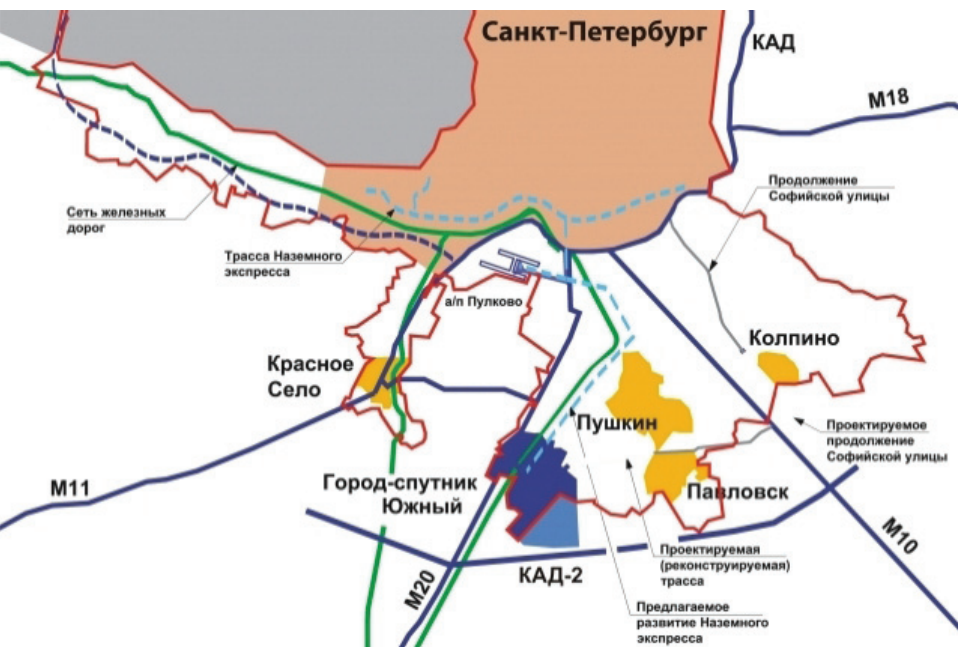 Санкт-Петербург
КАД
М18
Продолжение
Софийской улицы
Сеть железных
дорог
Трасса Наземного
экспресса
а/п Пулково
Колпино
Красное
Село
Пушкин
Проектируемое
продолжение
Софийской улицы
М11
Город-спутник
Южный
Павловск
М10
Проектируемая
(реконструируемая)
трасса
КАД-2
М20
Предлагаемое
развитие Наземного
экспресса